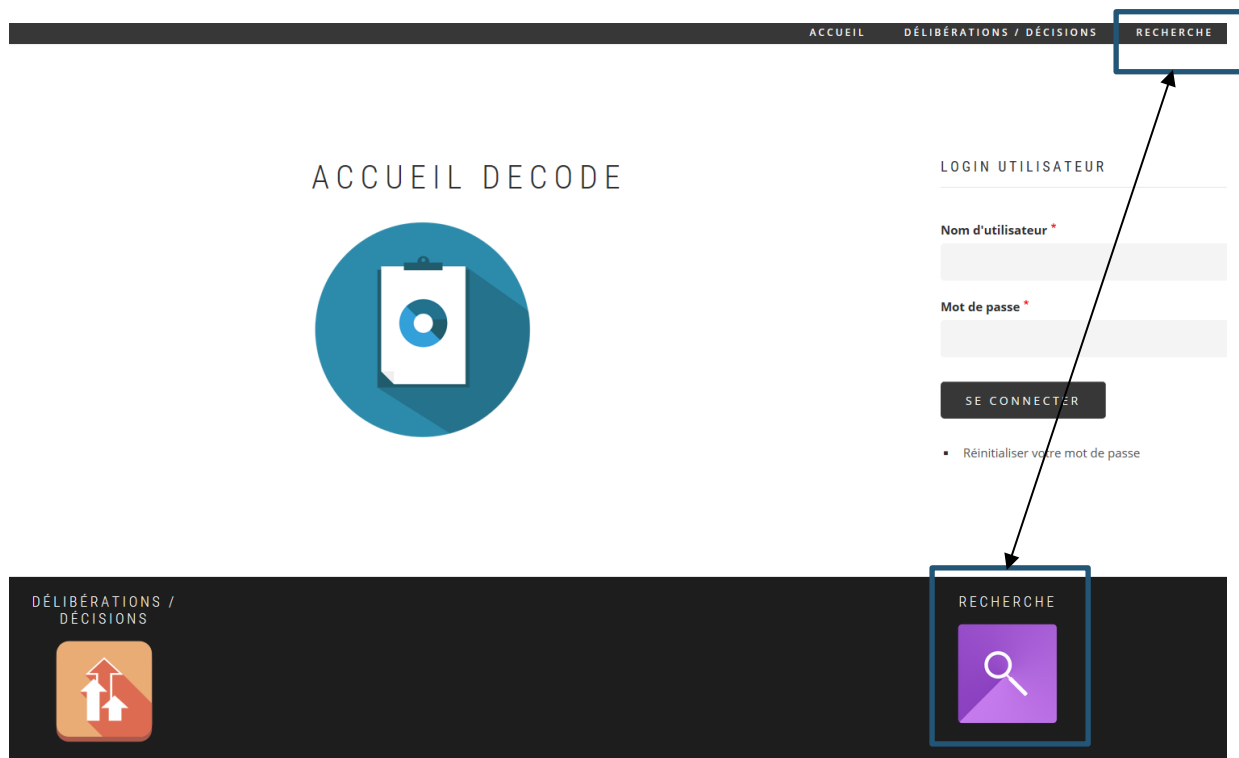 ACCUEIL DÉLIBÉRATIONS / DÉCISIONS RECHERCHE
ACCUEIL DECODE
LOGIN UTILISATEUR
Nom d'utilisateur *
Mot de passe *
SE CONNECTER
▪ Réinitialiser votre mot de passe
DÉLIBÉRATIONS /
DÉCISIONS
RECHERCHE